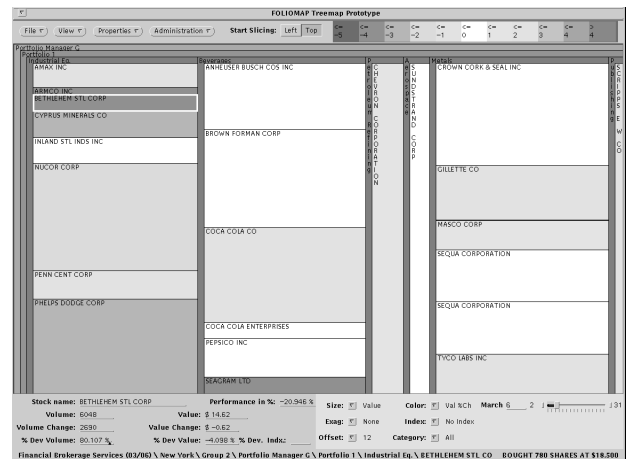 FOLIOMAP Treemap Prototype
File View Properties Administration Start Slicing: Left Top
<= -5 <= -4 <= -3 <= -2 <= -1 <= 0 <= 1 <= 2 <= 3 <= 4 > 4
Portfolio Manager G
Portfolio 1
Industrial Eq.
AMAX INC
ARMCO INC
BETHLEHEM STL CORP
CYPRUS MINERALS CO
INLAND STL INDS INC
NUCOR CORP
PENN CENT CORP
PHELPS DODGE CORP
Beverages
ANHEUSER BUSCH COS INC
BROWN FORMAN CORP
COCA COLA CO
COCA COLA ENTERPRISES
PEPSICO INC
SEAGRAM LTD
Petroleum Refining
CHEVRON CORPORATION
Aerospace
SUNDSTRAND CORP
Metals
CROWN CORK & SEAL INC
GILLETTE CO
MASCO CORP
SEQUA CORPORATION
SEQUA CORPORATION
TYCO LABS INC
Publishing
SCRIPPS E W CO
Stock name: BETHLEHEM STL CORP Performance in %: -20.946 %
Volume: 6048 Value: $ 14.62
Volume Change: 2690 Value Change: $ -0.62
% Dev Volume: 80.107 % % Dev Value: -4.098 % % Dev. Indx.:
Size: Value Color: Val %Ch March 6 2 31
Exag: None Index: No Index
Offset: 12 Category: All
Financial Brokerage Services (03/06) \ New York \ Group 2 \ Portfolio Manager G \ Portfolio 1 \ Industrial Eq. \ BETHLEHEM STL CO BOUGHT 780 SHARES AT $18.500